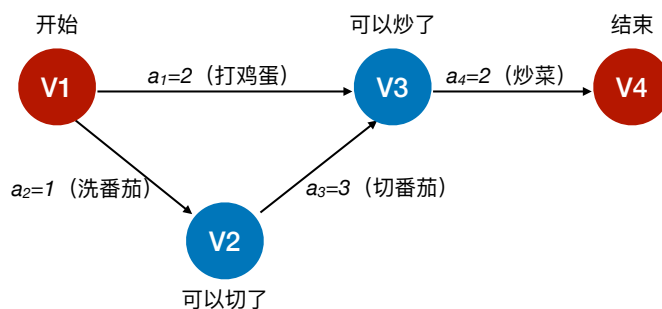 开始
可以炒了
结束
V1
a₁=2（打鸡蛋）
V3
a₄=2（炒菜）
V4
a₂=1（洗番茄）
a₃=3（切番茄）
V2
可以切了